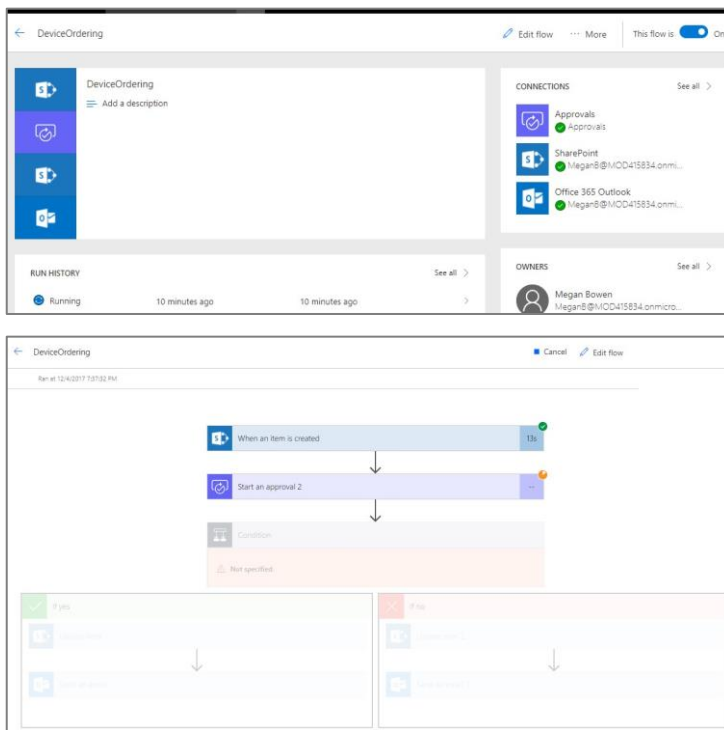 DeviceOrdering
Edit flow
More
This flow is
On
DeviceOrdering
Add a description
CONNECTIONS
See all
Approvals
Approvals
SharePoint
MeganB@MOD415834.onmi...
Office 365 Outlook
MeganB@MOD415834.onmi...
RUN HISTORY
See all
Running
10 minutes ago
10 minutes ago
OWNERS
See all
Megan Bowen
MeganB@MOD415834.onmicro...
DeviceOrdering
Cancel
Edit flow
Ran at 12/4/2017 7:57:32 PM
When an item is created
13s
Start an approval 2
Condition
Not specified.
If yes
If no